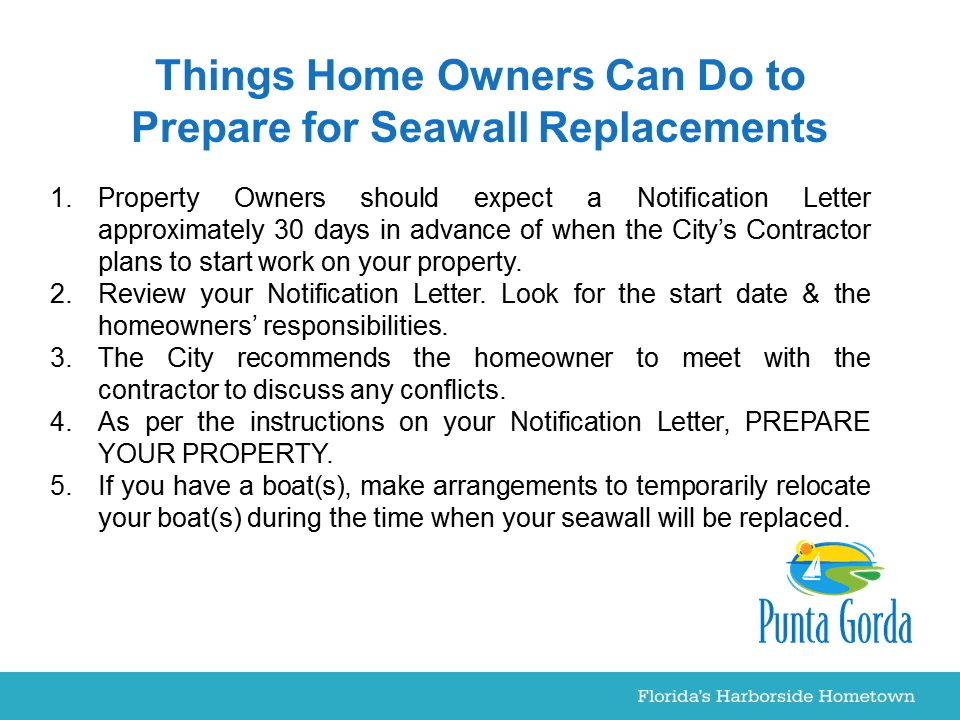 Things Home Owners Can Do to
Prepare for Seawall Replacements
1. Property Owners should expect a Notification Letter
approximately 30 days in advance of when the City’s Contractor
plans to start work on your property.
2. Review your Notification Letter. Look for the start date & the
homeowners’ responsibilities.
3. The City recommends the homeowner to meet with the
contractor to discuss any conflicts.
4. As per the instructions on your Notification Letter, PREPARE
YOUR PROPERTY.
5. If you have a boat(s), make arrangements to temporarily relocate
your boat(s) during the time when your seawall will be replaced.
Punta Gorda
Florida’s Harborside Hometown